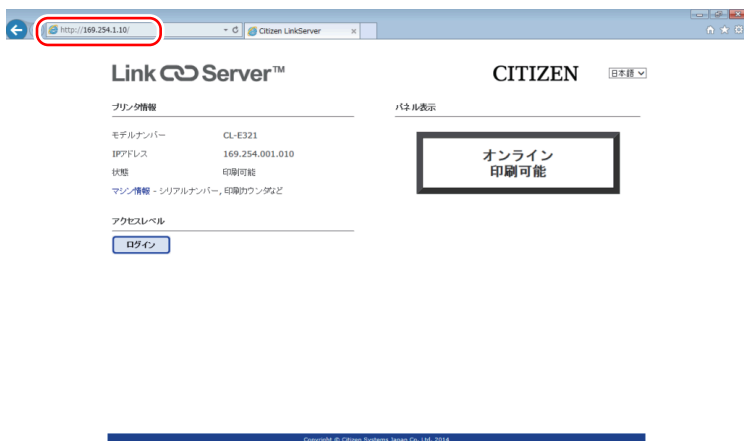 http://169.254.1.10/
Citizen LinkServer
Link Server™
CITIZEN
日本語
プリンタ情報
モデルナンバー CL-E321
IPアドレス 169.254.001.010
状態 印刷可能
マシン情報 - シリアルナンバー, 印刷カウンタなど
アクセスレベル
ログイン
パネル表示
オンライン
印刷可能
Copyright © Citizen Systems Japan Co., Ltd. 2014